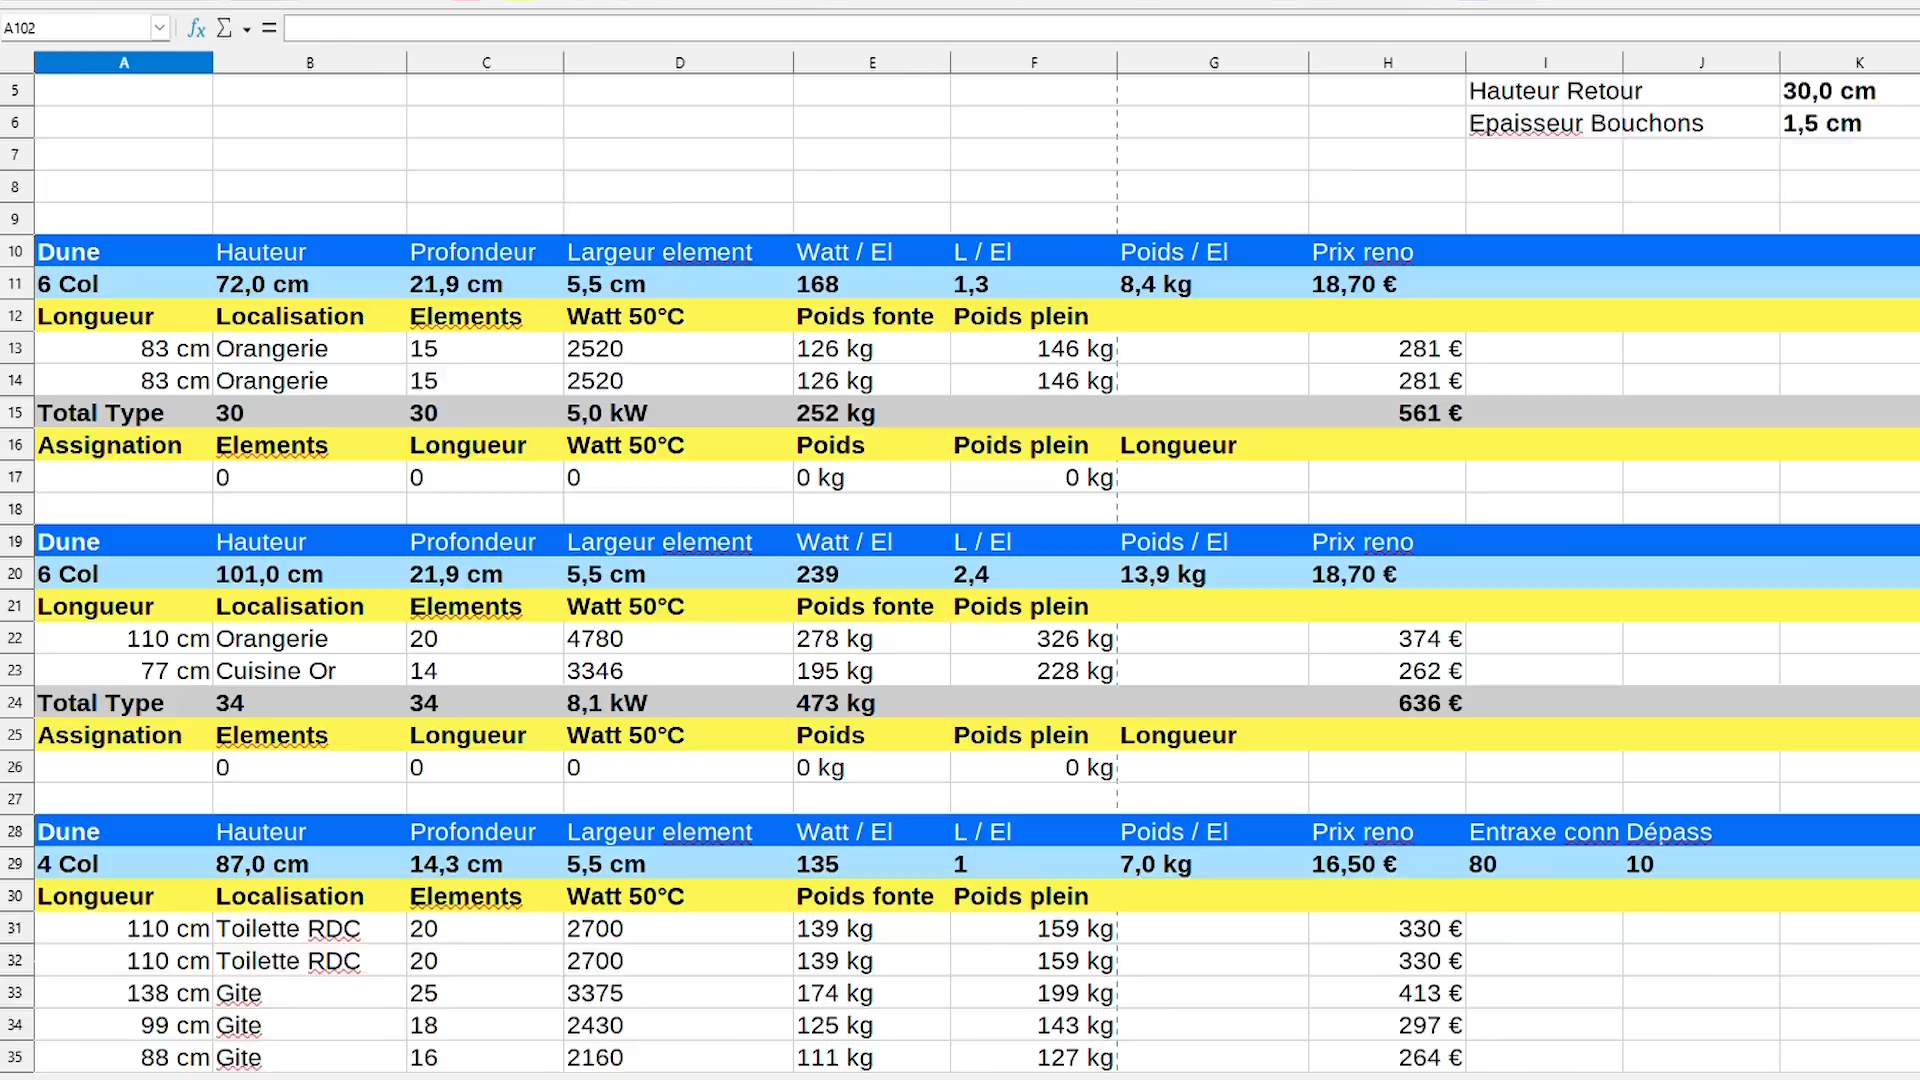 A102 fx Σ =
A B C D E F G H I J K
5 Hauteur Retour 30,0 cm
6 Epaisseur Bouchons 1,5 cm
7
8
9
10 Dune Hauteur Profondeur Largeur element Watt / El L / El Poids / El Prix reno
11 6 Col 72,0 cm 21,9 cm 5,5 cm 168 1,3 8,4 kg 18,70 €
12 Longueur Localisation Elements Watt 50°C Poids fonte Poids plein
13 83 cm Orangerie 15 2520 126 kg 146 kg 281 €
14 83 cm Orangerie 15 2520 126 kg 146 kg 281 €
15 Total Type 30 30 5,0 kW 252 kg 561 €
16 Assignation Elements Longueur Watt 50°C Poids Poids plein Longueur
17 0 0 0 0 kg 0 kg
18
19 Dune Hauteur Profondeur Largeur element Watt / El L / El Poids / El Prix reno
20 6 Col 101,0 cm 21,9 cm 5,5 cm 239 2,4 13,9 kg 18,70 €
21 Longueur Localisation Elements Watt 50°C Poids fonte Poids plein
22 110 cm Orangerie 20 4780 278 kg 326 kg 374 €
23 77 cm Cuisine Or 14 3346 195 kg 228 kg 262 €
24 Total Type 34 34 8,1 kW 473 kg 636 €
25 Assignation Elements Longueur Watt 50°C Poids Poids plein Longueur
26 0 0 0 0 kg 0 kg
27
28 Dune Hauteur Profondeur Largeur element Watt / El L / El Poids / El Prix reno Entraxe conn Dépass
29 4 Col 87,0 cm 14,3 cm 5,5 cm 135 1 7,0 kg 16,50 € 80 10
30 Longueur Localisation Elements Watt 50°C Poids fonte Poids plein
31 110 cm Toilette RDC 20 2700 139 kg 159 kg 330 €
32 110 cm Toilette RDC 20 2700 139 kg 159 kg 330 €
33 138 cm Gite 25 3375 174 kg 199 kg 413 €
34 99 cm Gite 18 2430 125 kg 143 kg 297 €
35 88 cm Gite 16 2160 111 kg 127 kg 264 €